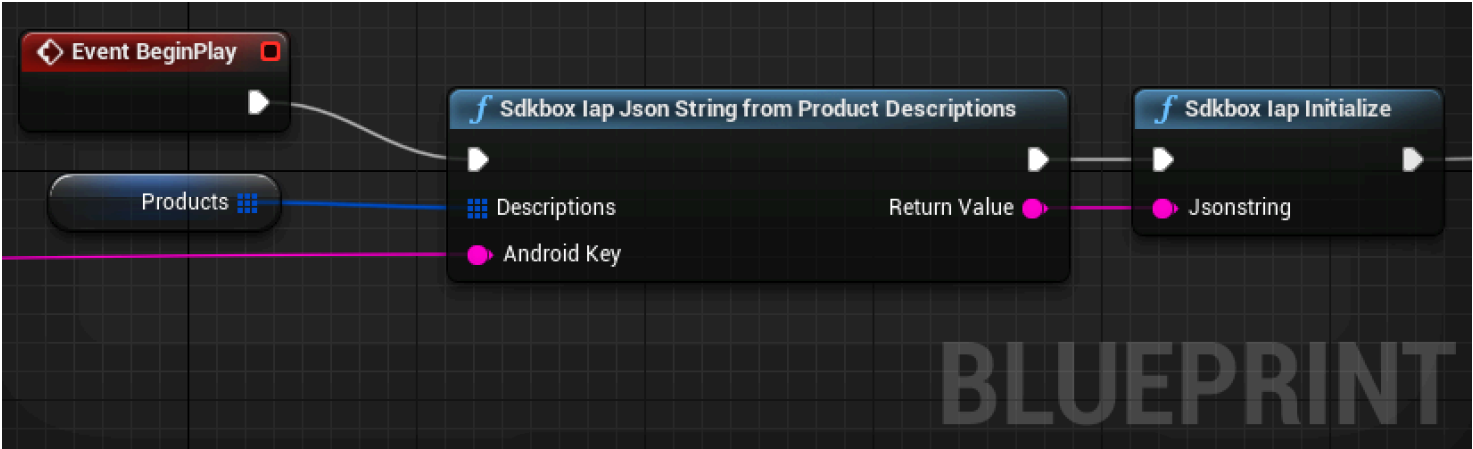 Event BeginPlay
Sdkbox Iap Json String from Product Descriptions
Sdkbox Iap Initialize
Products
Descriptions
Return Value
Jsonstring
Android Key
BLUEPRINT